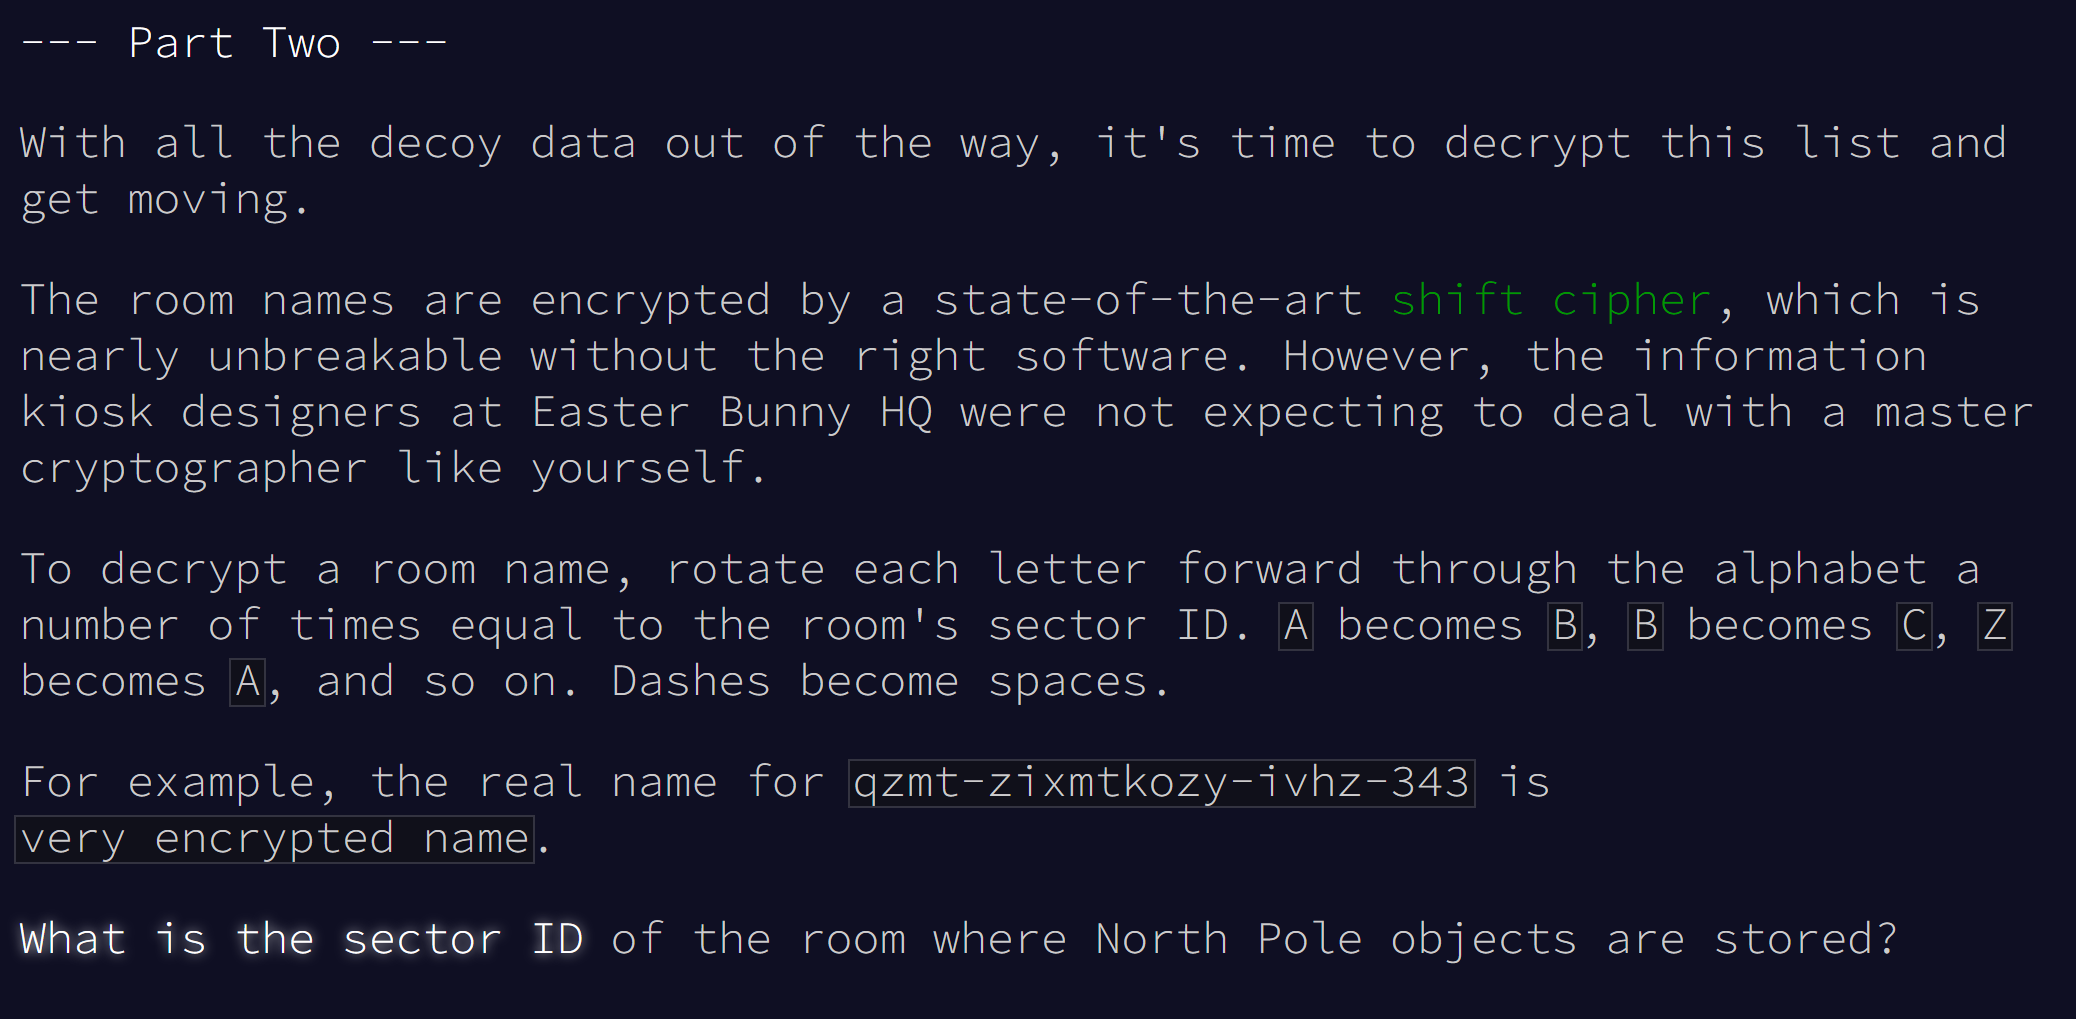 --- Part Two ---
With all the decoy data out of the way, it's time to decrypt this list and
get moving.
The room names are encrypted by a state-of-the-art shift cipher, which is
nearly unbreakable without the right software. However, the information
kiosk designers at Easter Bunny HQ were not expecting to deal with a master
cryptographer like yourself.
To decrypt a room name, rotate each letter forward through the alphabet a
number of times equal to the room's sector ID. A becomes B, B becomes C, Z
becomes A, and so on. Dashes become spaces.
For example, the real name for qzmt-zixmtkozy-ivhz-343 is
very encrypted name.
What is the sector ID of the room where North Pole objects are stored?